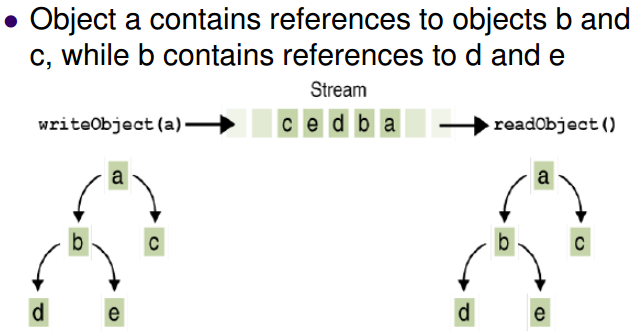 • Object a contains references to objects b and
c, while b contains references to d and e
Stream
writeObject(a) c e d b a readObject()
a a
b c b c
d e d e